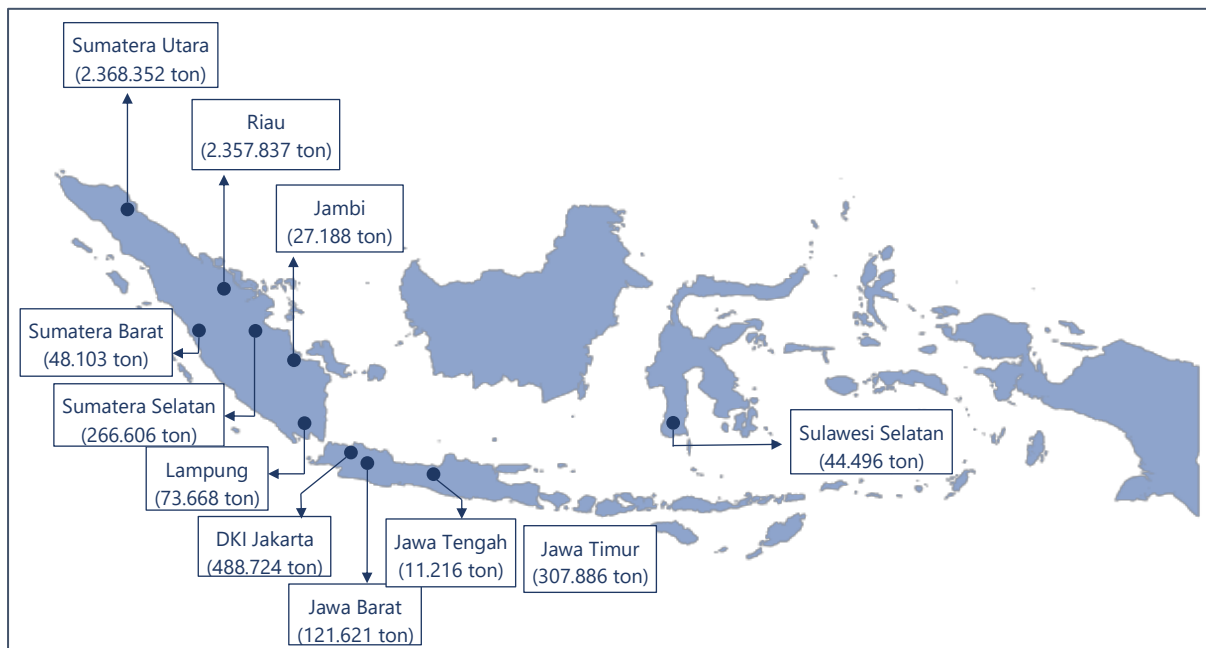 Sumatera Utara
(2.368.352 ton)
Riau
(2.357.837 ton)
Jambi
(27.188 ton)
Sumatera Barat
(48.103 ton)
Sumatera Selatan
(266.606 ton)
Lampung
(73.668 ton)
DKI Jakarta
(488.724 ton)
Jawa Barat
(121.621 ton)
Jawa Tengah
(11.216 ton)
Jawa Timur
(307.886 ton)
Sulawesi Selatan
(44.496 ton)